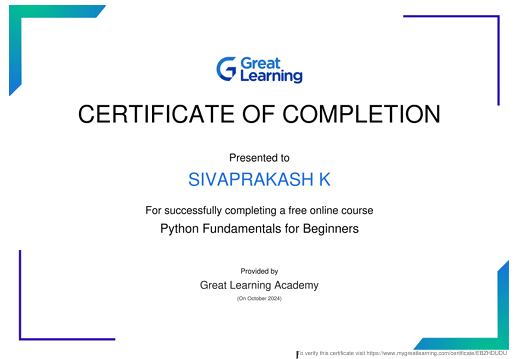 Great
Learning
CERTIFICATE OF COMPLETION
Presented to
SIVAPRAKASH K
For successfully completing a free online course
Python Fundamentals for Beginners
Provided by
Great Learning Academy
(On October 2024)
To verify this certificate visit https://www.mygreatlearning.com/certificate/EBZHDUDU